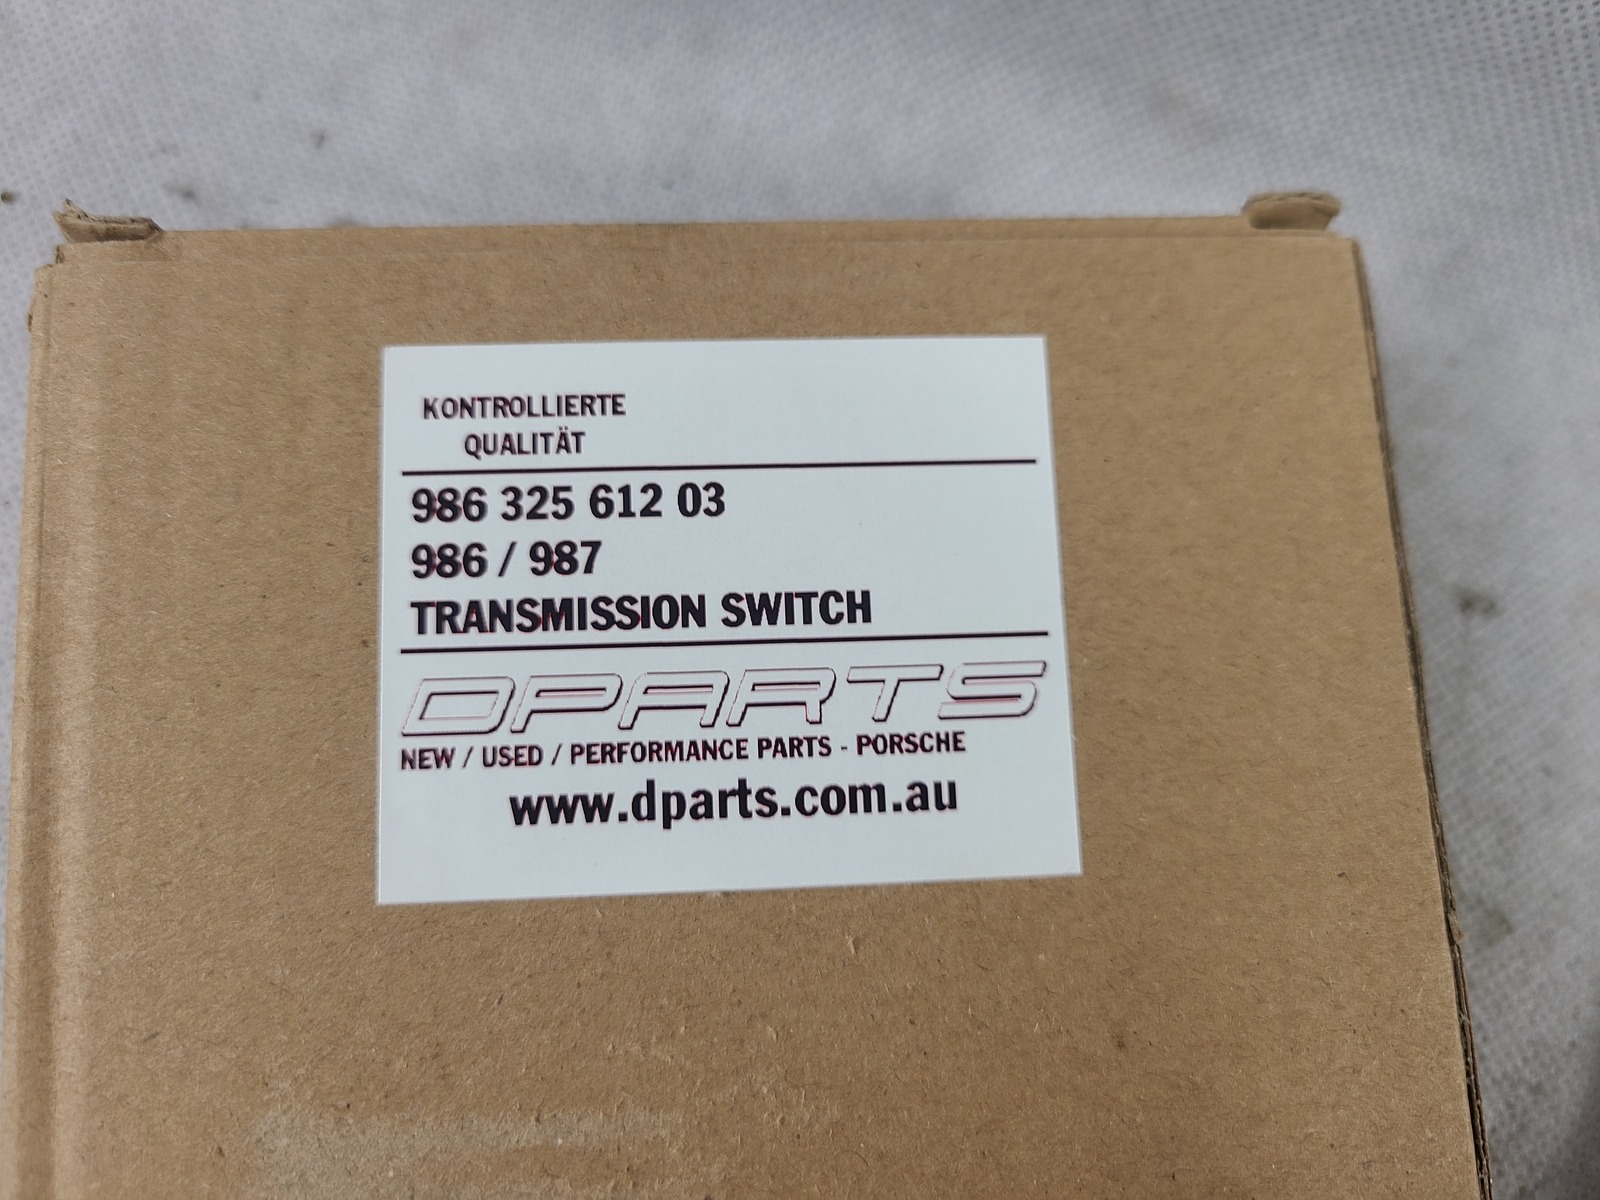 KONTROLLIERTE
QUALITÄT
986 325 612 03
986 / 987
TRANSMISSION SWITCH
DPARTS
NEW / USED / PERFORMANCE PARTS - PORSCHE
www.dparts.com.au